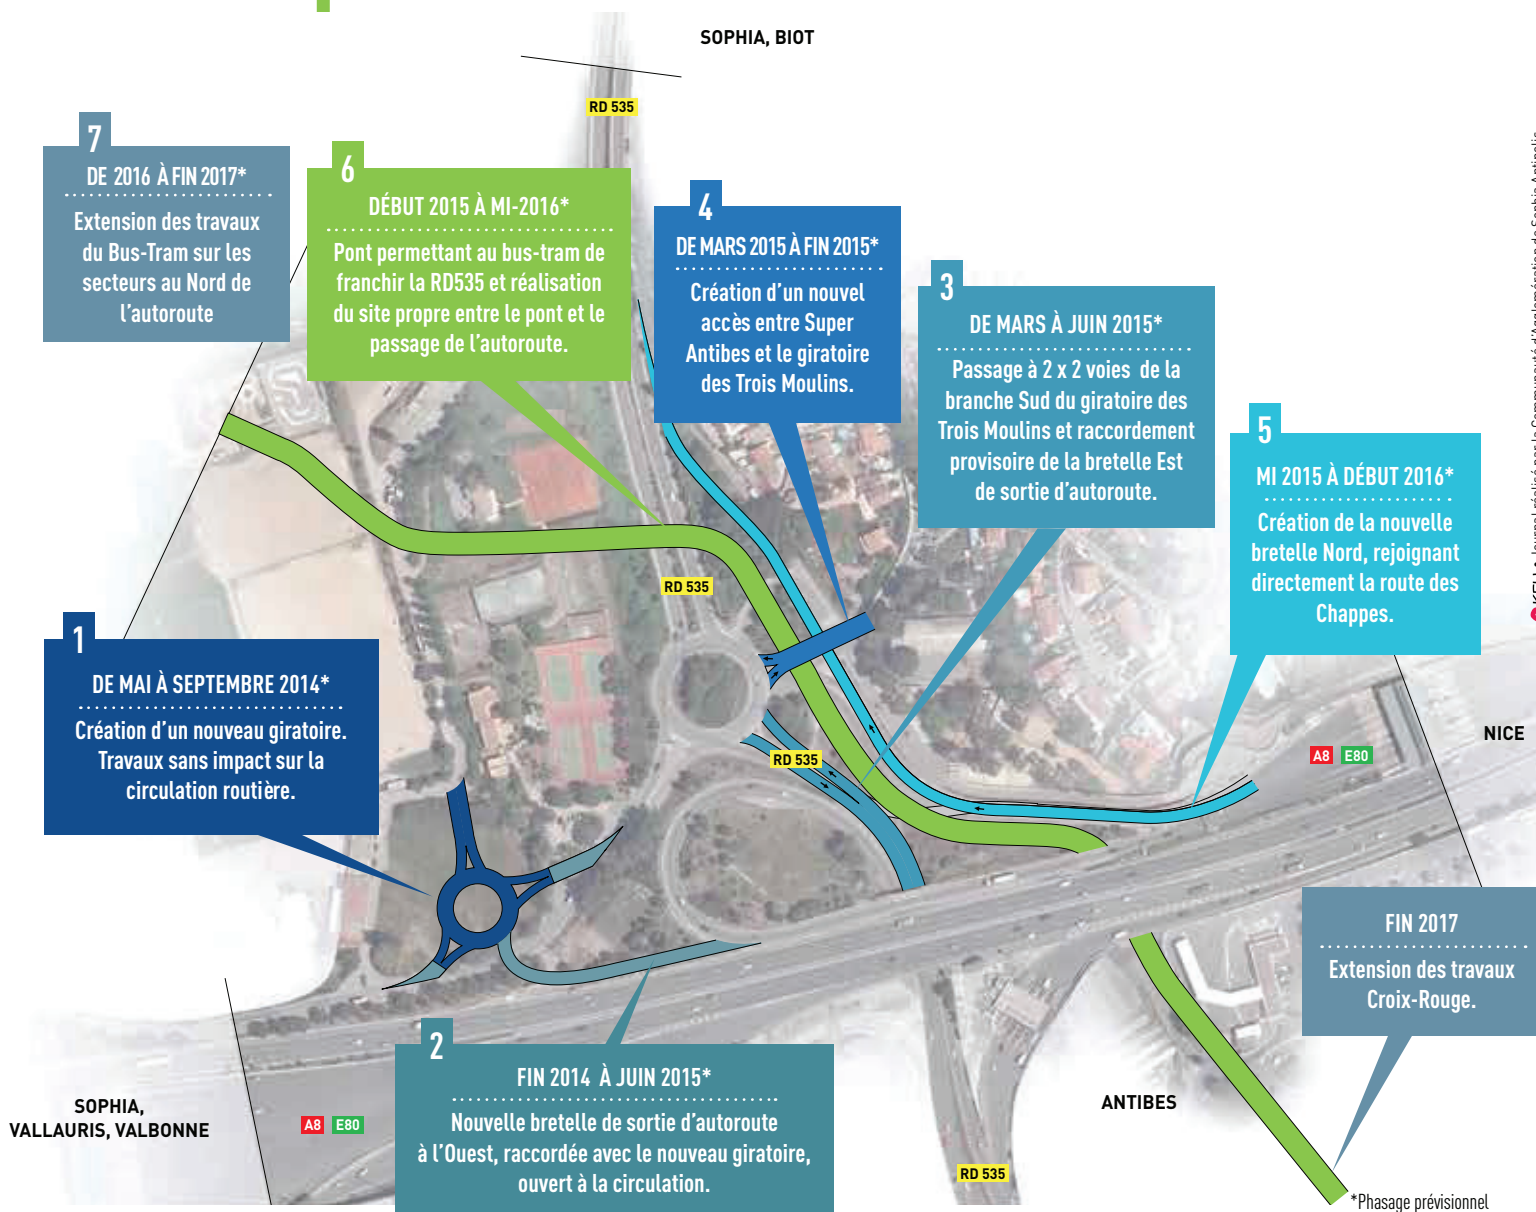 SOPHIA, BIOT
RD 535
7
DE 2016 À FIN 2017*
Extension des travaux
du Bus-Tram sur les
secteurs au Nord de
l’autoroute
6
DÉBUT 2015 À MI-2016*
Pont permettant au bus-tram de
franchir la RD535 et réalisation
du site propre entre le pont et le
passage de l’autoroute.
4
DE MARS 2015 À FIN 2015*
Création d’un nouvel
accès entre Super
Antibes et le giratoire
des Trois Moulins.
3
DE MARS À JUIN 2015*
Passage à 2 x 2 voies de la
branche Sud du giratoire des
Trois Moulins et raccordement
provisoire de la bretelle Est
de sortie d’autoroute.
5
MI 2015 À DÉBUT 2016*
Création de la nouvelle
bretelle Nord, rejoignant
directement la route des
Chappes.
RD 535
1
DE MAI À SEPTEMBRE 2014*
Création d’un nouveau giratoire.
Travaux sans impact sur la
circulation routière.
RD 535
A8 E80
NICE
FIN 2017
Extension des travaux
Croix-Rouge.
2
FIN 2014 À JUIN 2015*
Nouvelle bretelle de sortie d’autoroute
à l’Ouest, raccordée avec le nouveau giratoire,
ouvert à la circulation.
SOPHIA,
VALLAURIS, VALBONNE
A8 E80
ANTIBES
RD 535
*Phasage prévisionnel